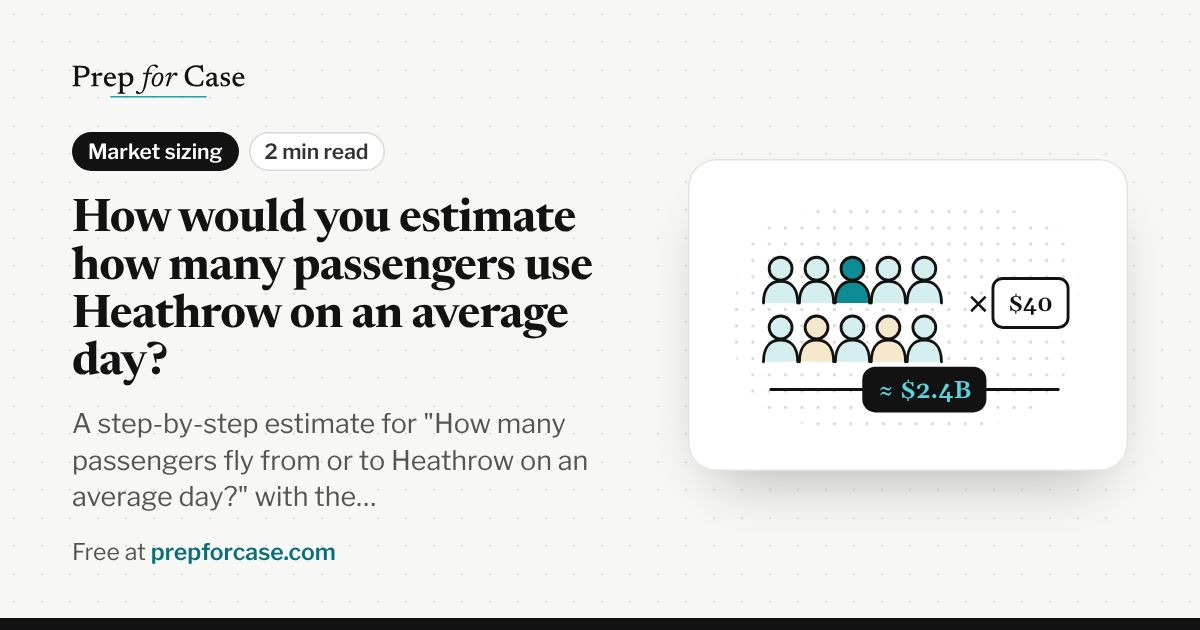 Prep for Case
Market sizing
2 min read
How would you estimate
how many passengers use
Heathrow on an average
day?
A step-by-step estimate for "How many
passengers fly from or to Heathrow on an
average day?" with the...
Free at prepforcase.com
× $40
≈ $2.4B